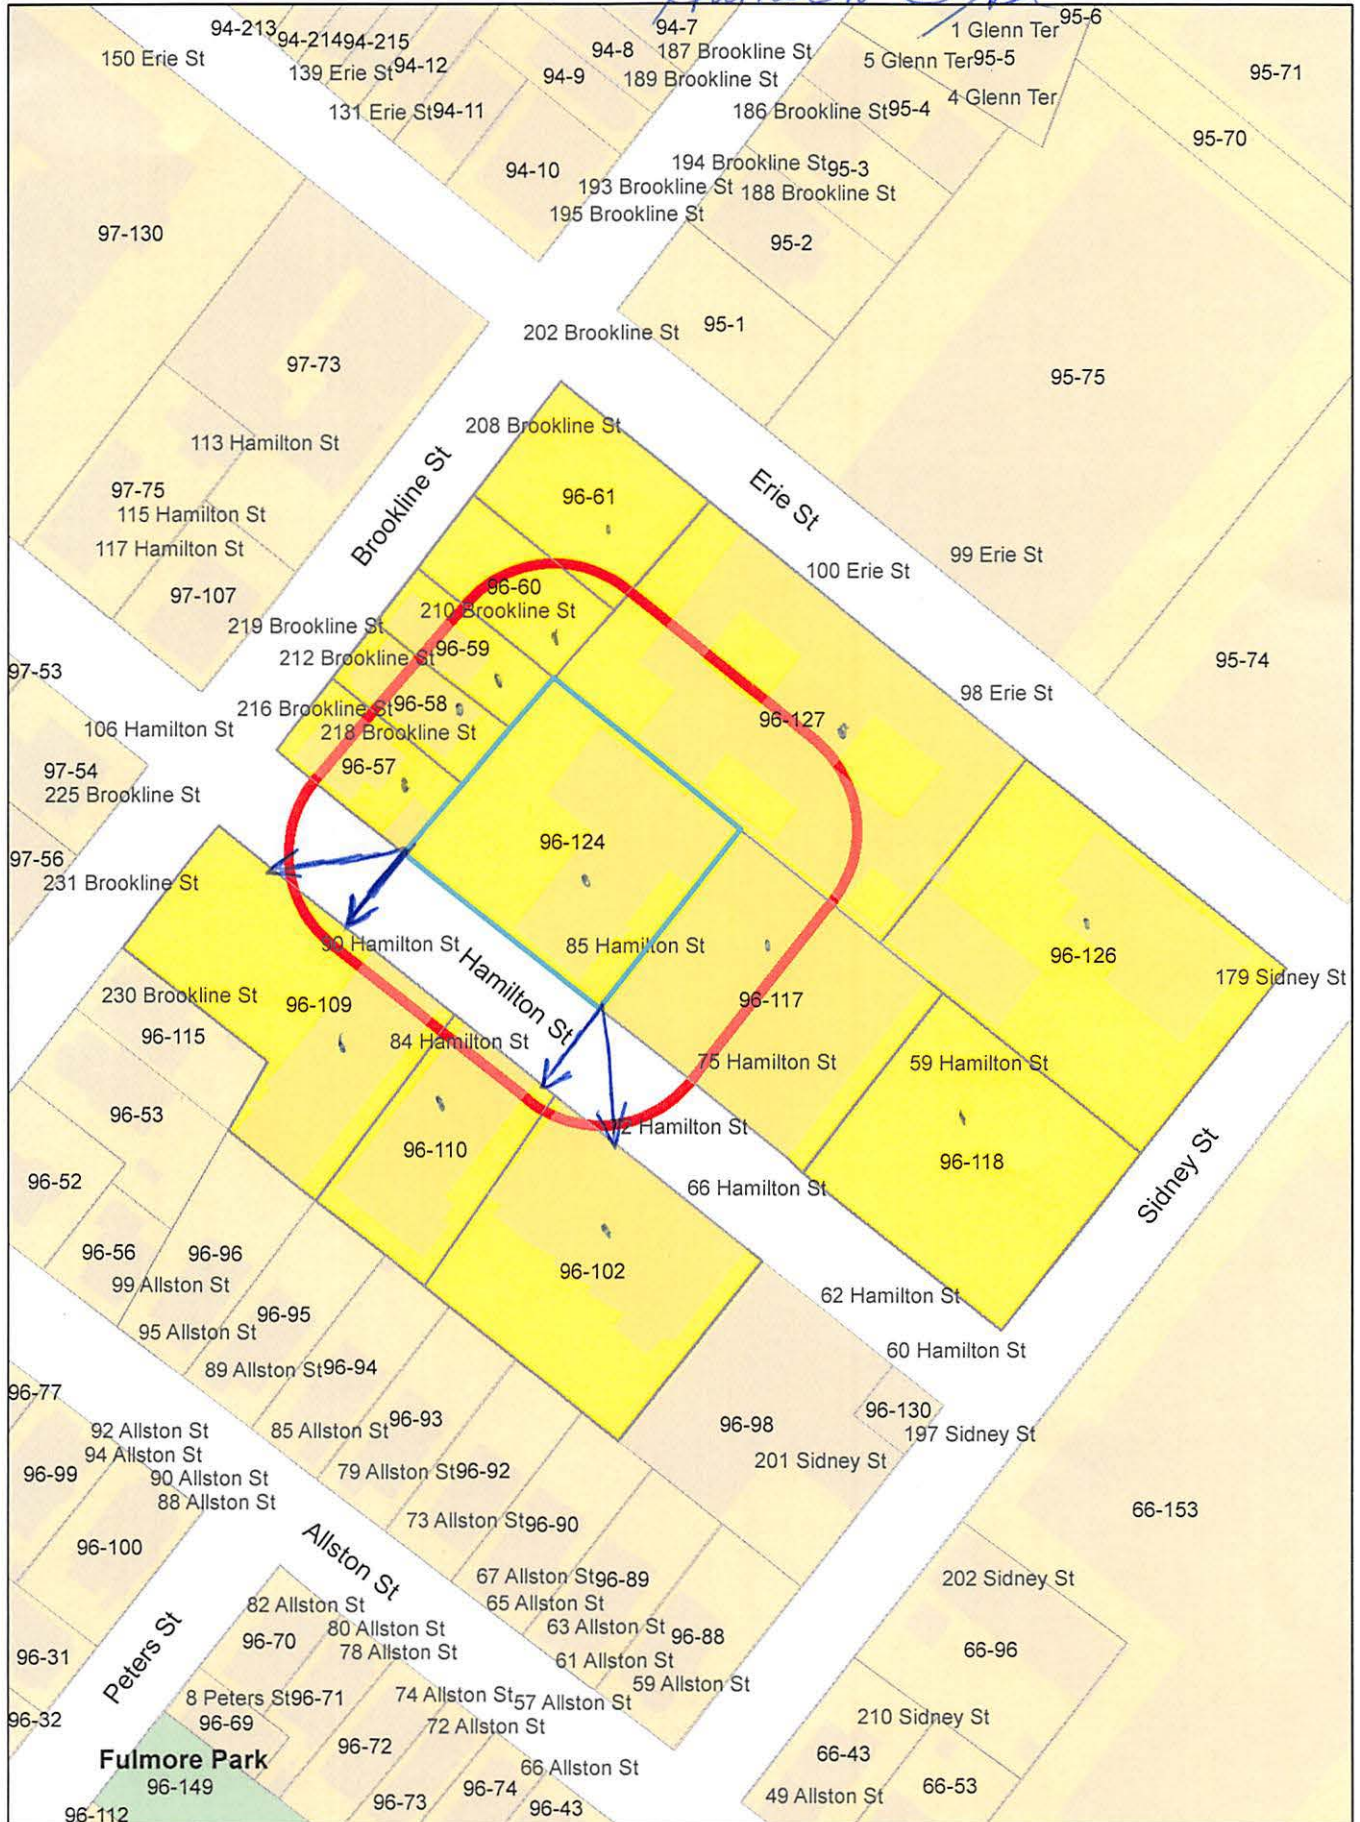 95-6
94-213
94-214
94-215
94-7
1 Glenn Ter
150 Erie St
139 Erie St
94-12
94-8
187 Brookline St
5 Glenn Ter
95-5
95-71
94-9
189 Brookline St
131 Erie St
94-11
186 Brookline St
95-4
4 Glenn Ter
95-70
94-10
194 Brookline St
95-3
193 Brookline St
188 Brookline St
195 Brookline St
97-130
95-2
202 Brookline St
95-1
97-73
95-75
208 Brookline St
113 Hamilton St
Brookline St
96-61
Erie St
97-75
115 Hamilton St
117 Hamilton St
99 Erie St
100 Erie St
97-107
96-60
210 Brookline St
219 Brookline St
96-59
212 Brookline St
97-53
95-74
98 Erie St
216 Brookline St
96-58
96-127
106 Hamilton St
218 Brookline St
97-54
96-57
225 Brookline St
96-124
97-56
231 Brookline St
90 Hamilton St
Hamilton St
85 Hamilton St
96-126
179 Sidney St
230 Brookline St
96-109
96-117
96-115
84 Hamilton St
75 Hamilton St
59 Hamilton St
96-53
72 Hamilton St
96-110
96-118
Sidney St
96-52
66 Hamilton St
96-56
96-96
96-102
99 Allston St
62 Hamilton St
96-95
95 Allston St
60 Hamilton St
89 Allston St
96-94
96-77
96-93
96-98
96-130
92 Allston St
85 Allston St
197 Sidney St
94 Allston St
201 Sidney St
96-99
90 Allston St
79 Allston St
96-92
88 Allston St
66-153
73 Allston St
96-90
96-100
Allston St
67 Allston St
96-89
202 Sidney St
82 Allston St
65 Allston St
80 Allston St
63 Allston St
96-70
96-88
78 Allston St
96-31
Peters St
61 Allston St
66-96
59 Allston St
8 Peters St
96-71
74 Allston St
57 Allston St
96-32
96-69
72 Allston St
210 Sidney St
96-72
Fulmore Park
66 Allston St
66-43
96-149
96-74
66-53
49 Allston St
96-112
96-73
96-43